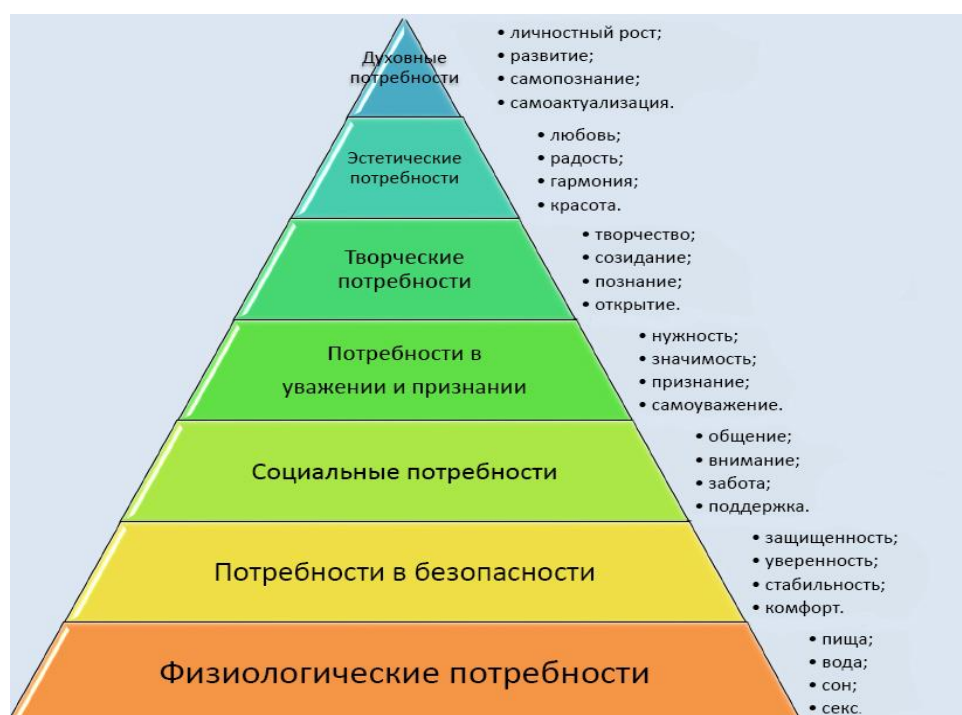 Духовные
потребности
• личностный рост;
• развитие;
• самопознание;
• самоактуализация.
Эстетические
потребности
• любовь;
• радость;
• гармония;
• красота.
Творческие
потребности
• творчество;
• созидание;
• познание;
• открытие.
Потребности в
уважении и признании
• нужность;
• значимость;
• признание;
• самоуважение.
Социальные потребности
• общение;
• внимание;
• забота;
• поддержка.
Потребности в безопасности
• защищенность;
• уверенность;
• стабильность;
• комфорт.
Физиологические потребности
• пища;
• вода;
• сон;
• секс.